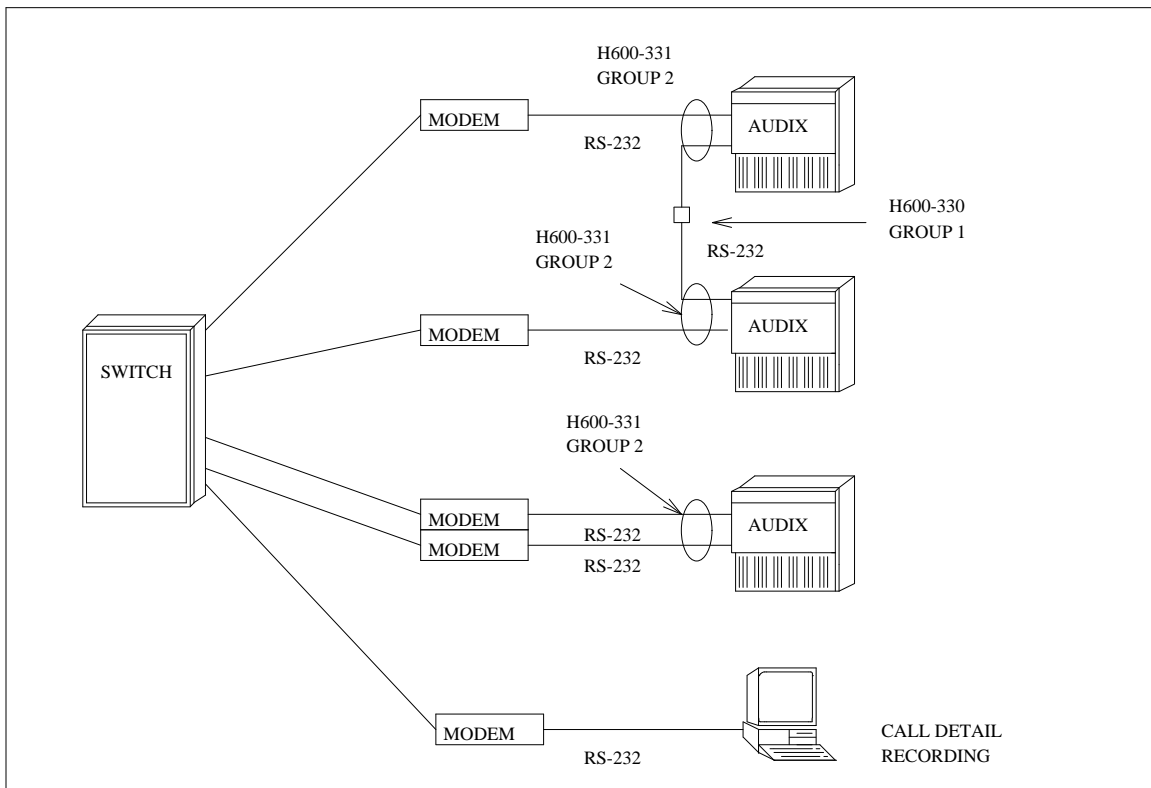 H600-331
GROUP 2
MODEM
AUDIX
RS-232
H600-330
GROUP 1
H600-331
GROUP 2
RS-232
MODEM
AUDIX
RS-232
SWITCH
H600-331
GROUP 2
MODEM
AUDIX
RS-232
MODEM
RS-232
MODEM
CALL DETAIL
RECORDING
RS-232